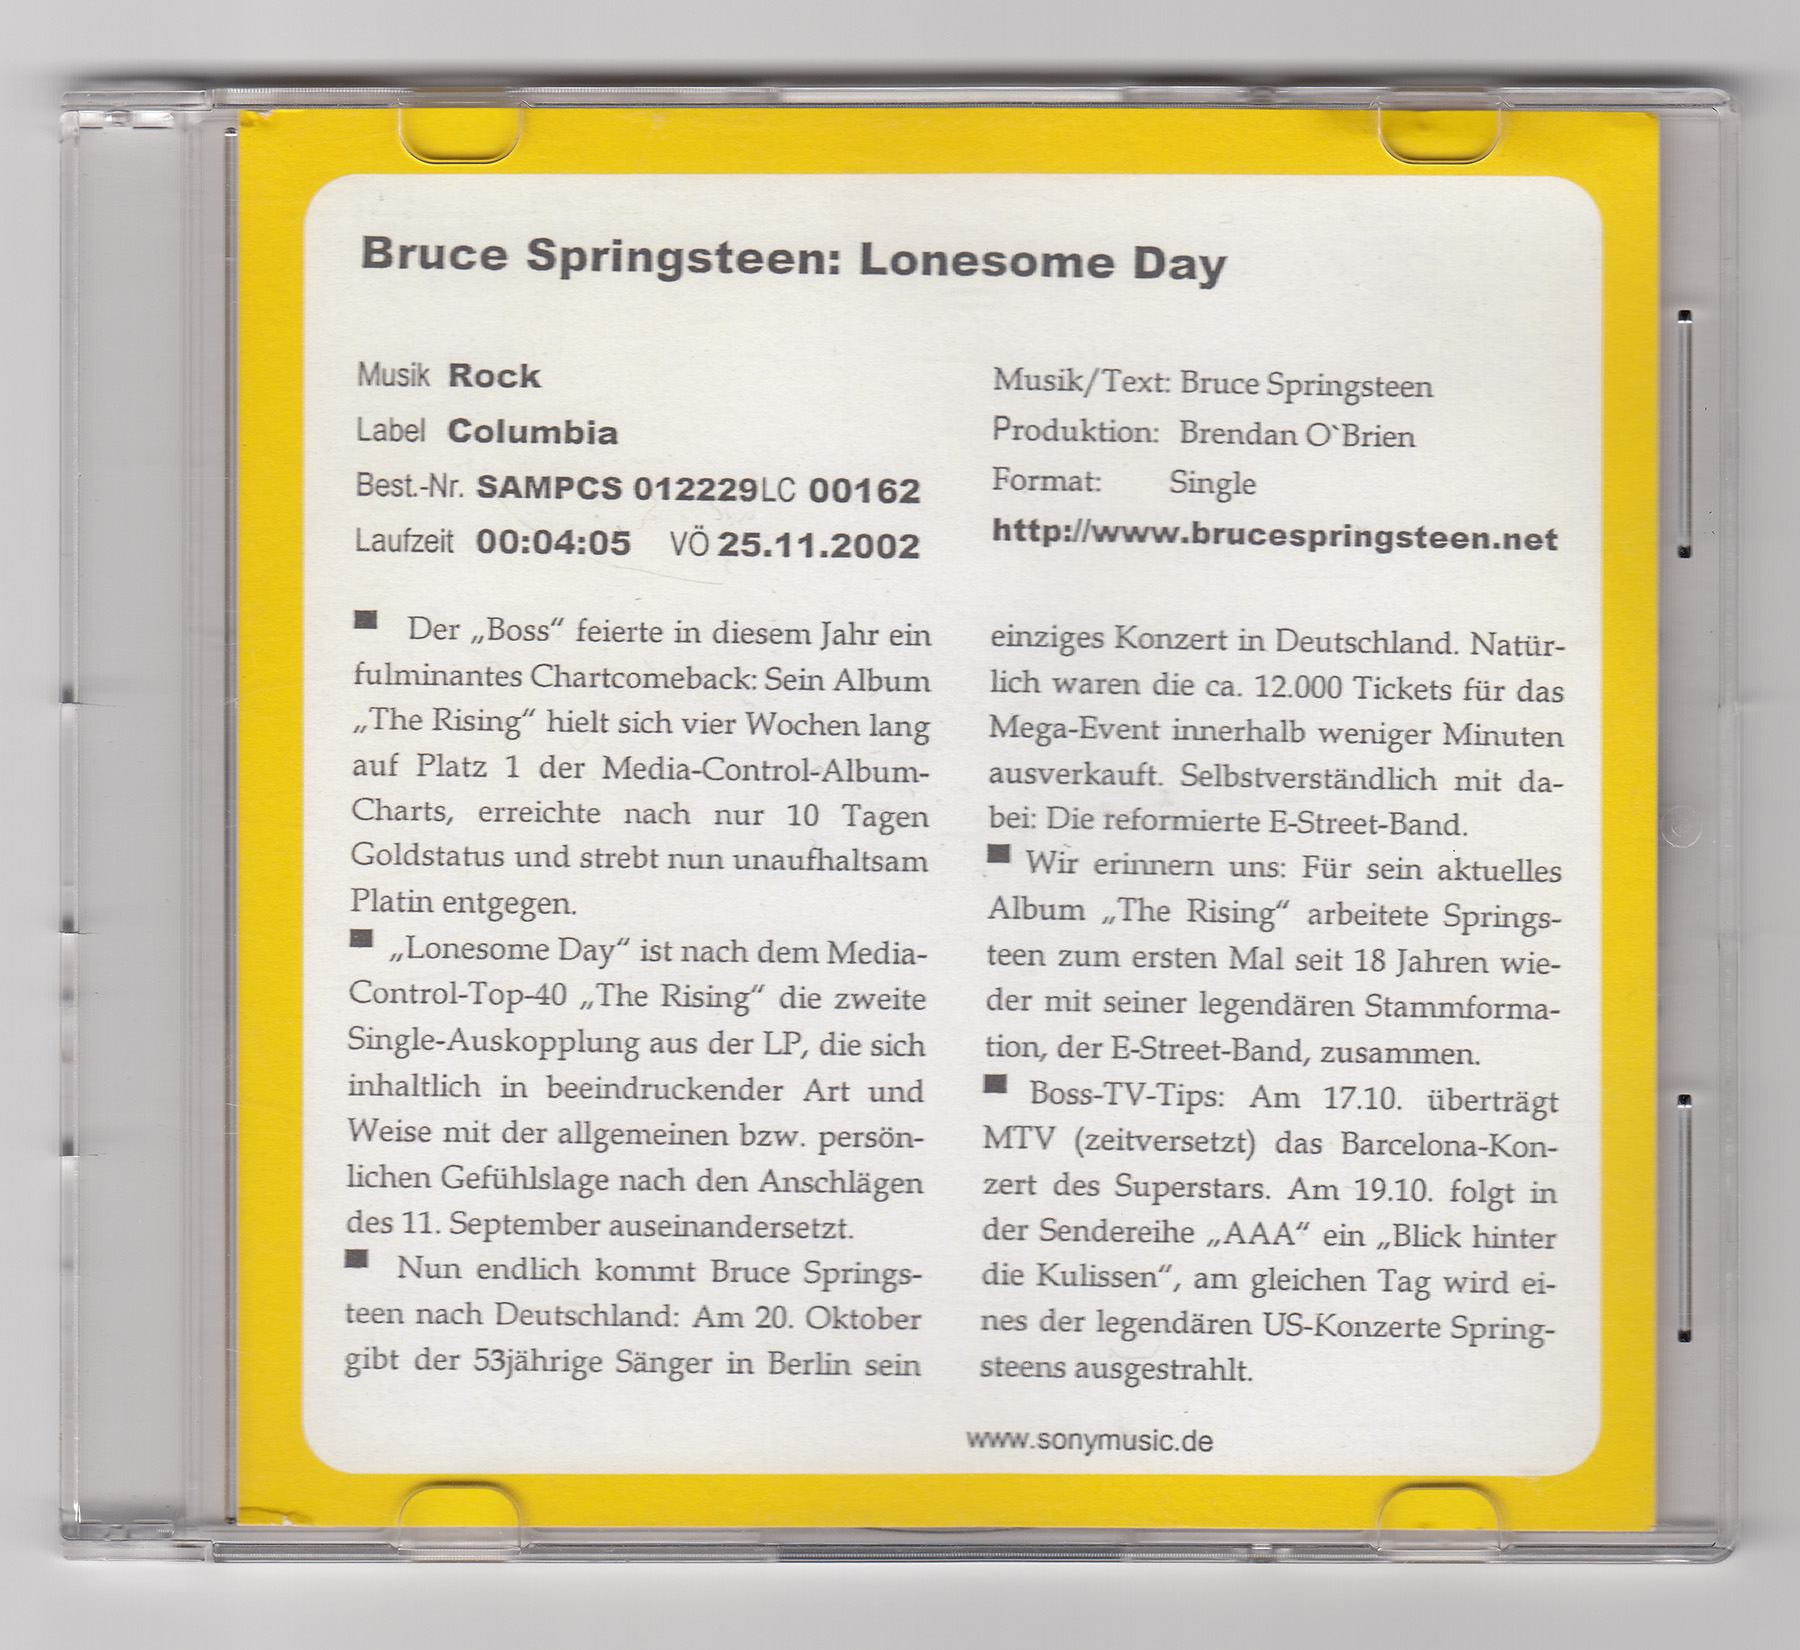 Bruce Springsteen: Lonesome Day
Musik Rock
Label Columbia
Best.-Nr. SAMPCS 012229LC 00162
Laufzeit 00:04:05 VÖ 25.11.2002
Musik/Text: Bruce Springsteen
Produktion: Brendan O`Brien
Format: Single
http://www.brucespringsteen.net
■ Der „Boss“ feierte in diesem Jahr ein
fulminantes Chartcomeback: Sein Album
„The Rising“ hielt sich vier Wochen lang
auf Platz 1 der Media-Control-Album-
Charts, erreichte nach nur 10 Tagen
Goldstatus und strebt nun unaufhaltsam
Platin entgegen.
■ „Lonesome Day“ ist nach dem Media-
Control-Top-40 „The Rising“ die zweite
Single-Auskopplung aus der LP, die sich
inhaltlich in beeindruckender Art und
Weise mit der allgemeinen bzw. persön-
lichen Gefühlslage nach den Anschlägen
des 11. September auseinandersetzt.
■ Nun endlich kommt Bruce Springs-
teen nach Deutschland: Am 20. Oktober
gibt der 53jährige Sänger in Berlin sein
einziges Konzert in Deutschland. Natür-
lich waren die ca. 12.000 Tickets für das
Mega-Event innerhalb weniger Minuten
ausverkauft. Selbstverständlich mit da-
bei: Die reformierte E-Street-Band.
■ Wir erinnern uns: Für sein aktuelles
Album „The Rising“ arbeitete Springs-
teen zum ersten Mal seit 18 Jahren wie-
der mit seiner legendären Stammforma-
tion, der E-Street-Band, zusammen.
■ Boss-TV-Tips: Am 17.10. überträgt
MTV (zeitversetzt) das Barcelona-Kon-
zert des Superstars. Am 19.10. folgt in
der Sendereihe „AAA“ ein „Blick hinter
die Kulissen“, am gleichen Tag wird ei-
nes der legendären US-Konzerte Spring-
steens ausgestrahlt.
www.sonymusic.de